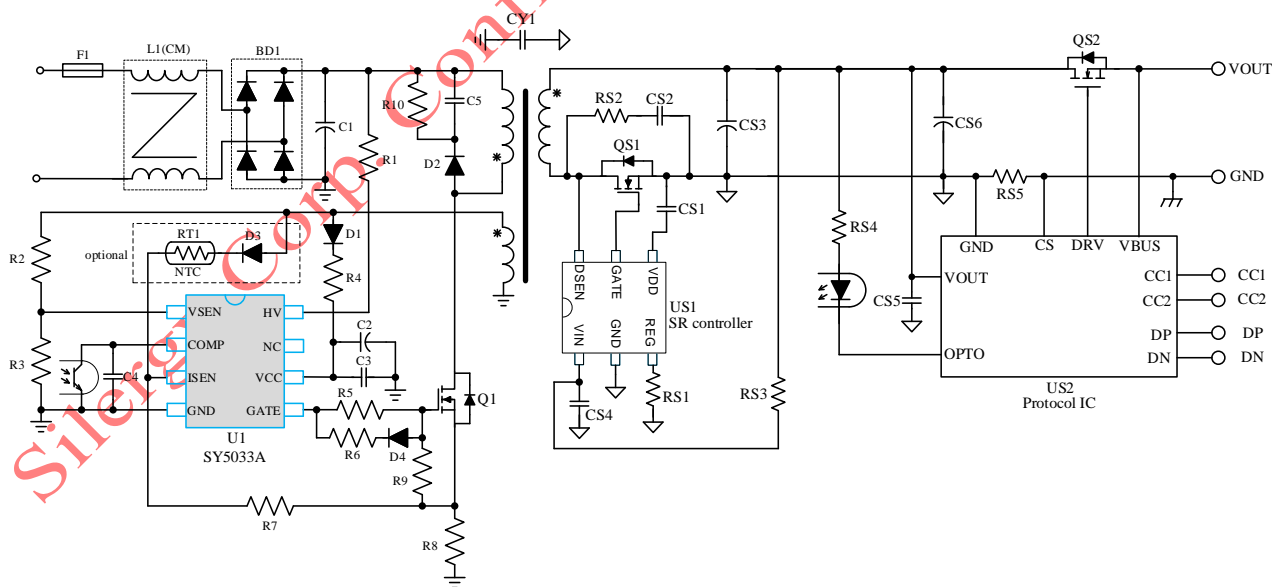 CY1
F1
L1(CM)
BD1
C1
R10
C5
R1
D2
*
*
RS2
CS2
QS1
CS3
CS6
QS2
VOUT
GND
RS5
CS1
R2
optional
RT1
NTC
D3
D1
R4
*
RS4
CS5
GND
CS
DRV
VBUS
VOUT
OPTO
CC1
CC2
DP
DN
CC1
CC2
DP
DN
US2
Protocol IC
DSEN
GATE
VDD
VIN
GND
REG
US1
SR controller
CS4
RS1
RS3
R3
C4
VSEN
COMP
ISEN
GND
HV
NC
VCC
GATE
U1
SY5033A
C2
C3
R5
R6
D4
R9
Q1
R7
R8
Silergy Corp.